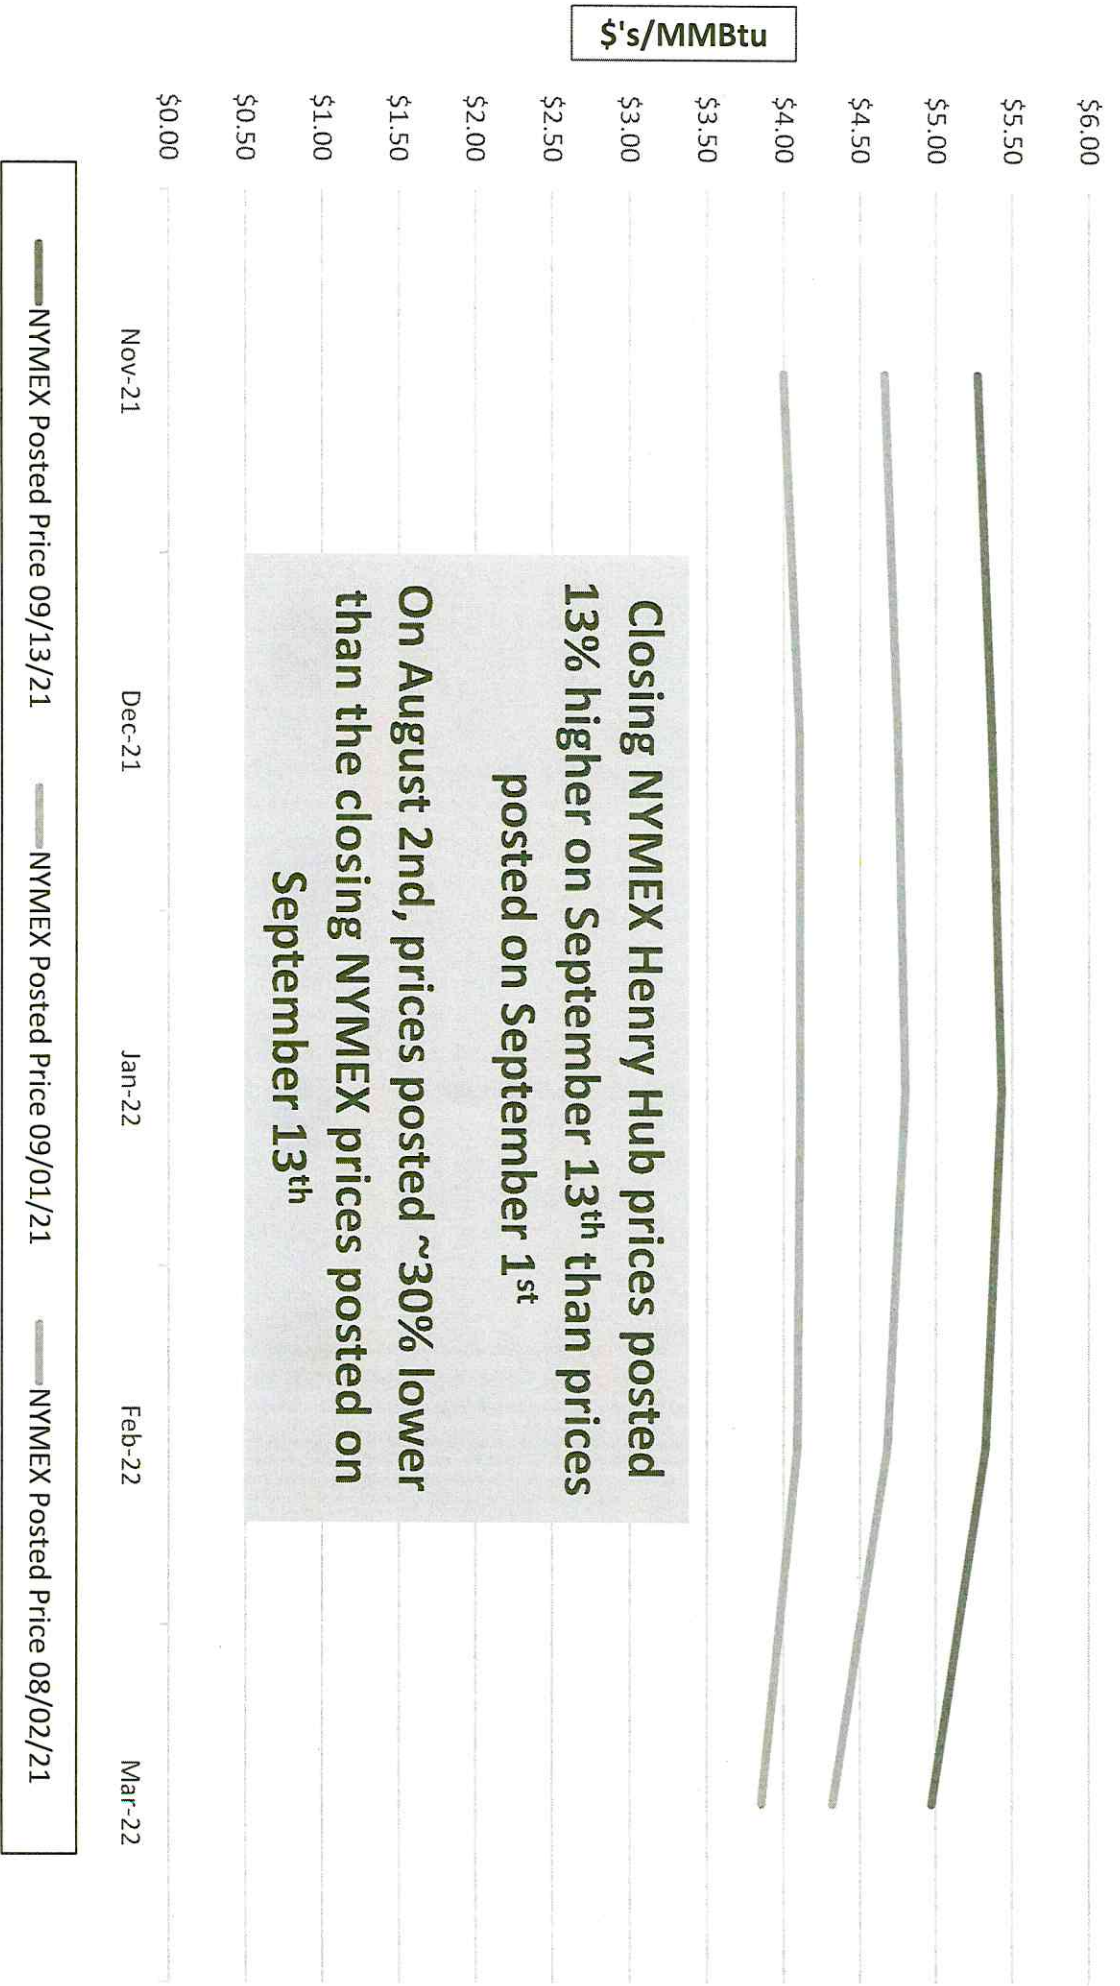 $'s/MMBtu
$6.00
$5.50
$5.00
$4.50
$4.00
$3.50
$3.00
$2.50
$2.00
$1.50
$1.00
$0.50
$0.00
Closing NYMEX Henry Hub prices posted
13% higher on September 13th than prices
posted on September 1st
On August 2nd, prices posted ~30% lower
than the closing NYMEX prices posted on
September 13th
Nov-21 Dec-21 Jan-22 Feb-22 Mar-22
NYMEX Posted Price 09/13/21 NYMEX Posted Price 09/01/21 NYMEX Posted Price 08/02/21